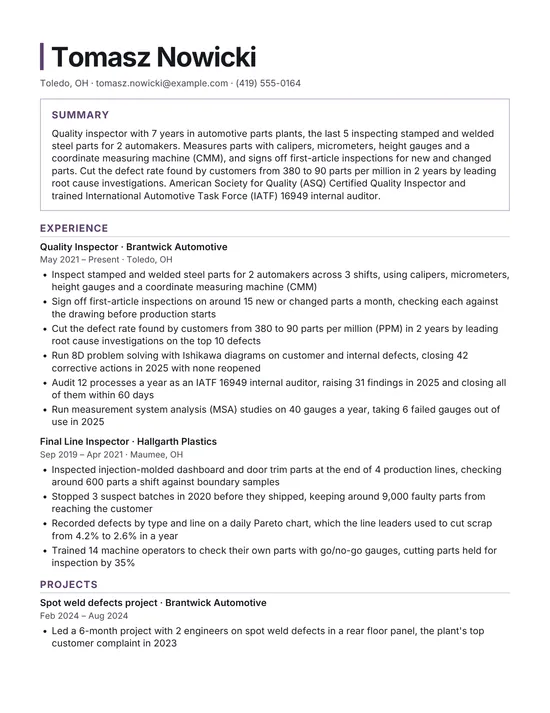 Tomasz Nowicki
Toledo, OH · tomasz.nowicki@example.com · (419) 555-0164
SUMMARY
Quality inspector with 7 years in automotive parts plants, the last 5 inspecting stamped and welded
steel parts for 2 automakers. Measures parts with calipers, micrometers, height gauges and a
coordinate measuring machine (CMM), and signs off first-article inspections for new and changed
parts. Cut the defect rate found by customers from 380 to 90 parts per million in 2 years by leading
root cause investigations. American Society for Quality (ASQ) Certified Quality Inspector and
trained International Automotive Task Force (IATF) 16949 internal auditor.
EXPERIENCE
Quality Inspector · Brantwick Automotive
May 2021 – Present · Toledo, OH
• Inspect stamped and welded steel parts for 2 automakers across 3 shifts, using calipers, micrometers,
height gauges and a coordinate measuring machine (CMM)
• Sign off first-article inspections on around 15 new or changed parts a month, checking each against
the drawing before production starts
• Cut the defect rate found by customers from 380 to 90 parts per million (PPM) in 2 years by leading
root cause investigations on the top 10 defects
• Run 8D problem solving with Ishikawa diagrams on customer and internal defects, closing 42
corrective actions in 2025 with none reopened
• Audit 12 processes a year as an IATF 16949 internal auditor, raising 31 findings in 2025 and closing all
of them within 60 days
• Run measurement system analysis (MSA) studies on 40 gauges a year, taking 6 failed gauges out of
use in 2025
Final Line Inspector · Hallgarth Plastics
Sep 2019 – Apr 2021 · Maumee, OH
• Inspected injection-molded dashboard and door trim parts at the end of 4 production lines, checking
around 600 parts a shift against boundary samples
• Stopped 3 suspect batches in 2020 before they shipped, keeping around 9,000 faulty parts from
reaching the customer
• Recorded defects by type and line on a daily Pareto chart, which the line leaders used to cut scrap
from 4.2% to 2.6% in a year
• Trained 14 machine operators to check their own parts with go/no-go gauges, cutting parts held for
inspection by 35%
PROJECTS
Spot weld defects project · Brantwick Automotive
Feb 2024 – Aug 2024
• Led a 6-month project with 2 engineers on spot weld defects in a rear floor panel, the plant's top
customer complaint in 2023